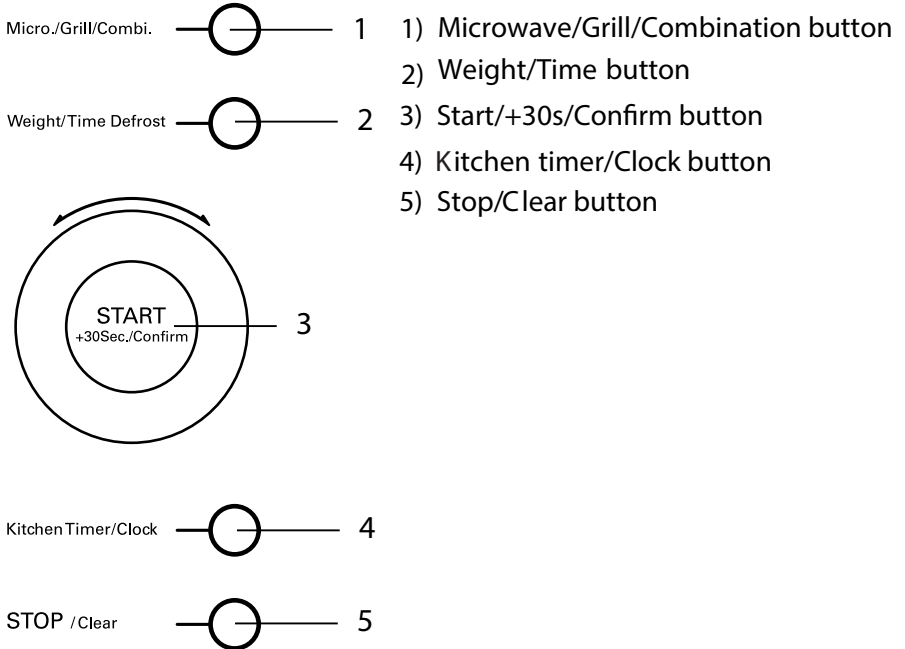 Micro./Grill/Combi. 1
Weight/Time Defrost 2
START
+30Sec./Confirm 3
Kitchen Timer/Clock 4
STOP /Clear 5
1) Microwave/Grill/Combination button
2) Weight/Time button
3) Start/+30s/Confirm button
4) Kitchen timer/Clock button
5) Stop/Clear button